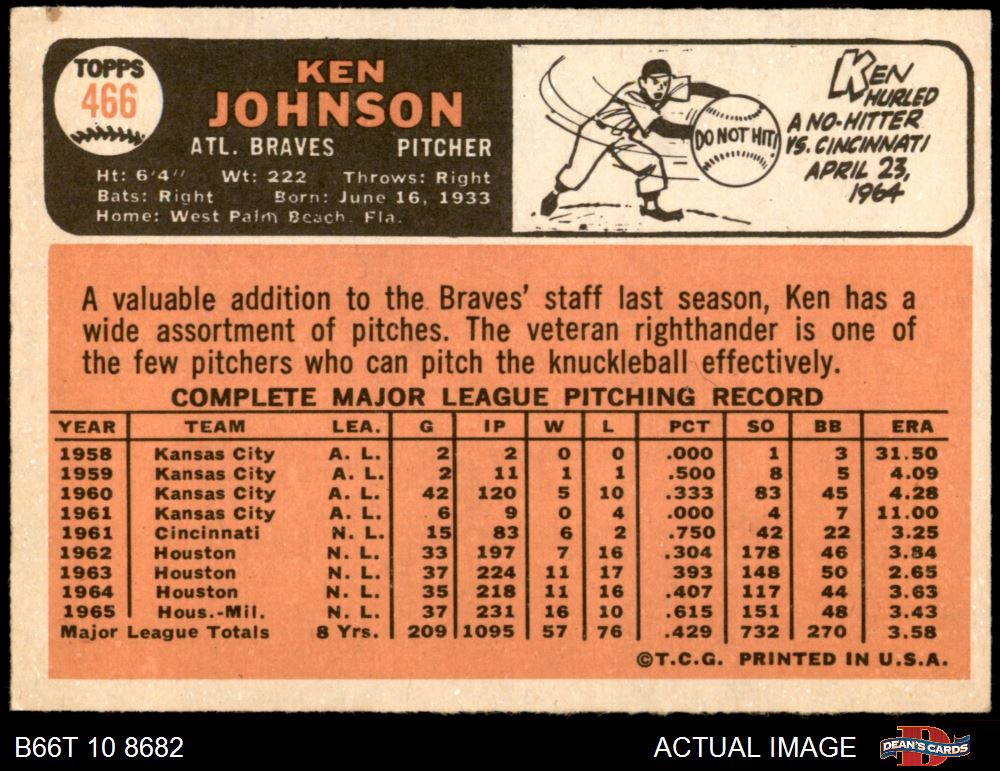 TOPPS
466
KEN
JOHNSON
ATL. BRAVES PITCHER
Ht: 6'4" Wt: 222 Throws: Right
Bats: Right Born: June 16, 1933
Home: West Palm Beach, Fla.
DO NOT HIT!
KEN
HURLED
A NO-HITTER
VS. CINCINNATI
APRIL 23,
1964
A valuable addition to the Braves' staff last season, Ken has a
wide assortment of pitches. The veteran righthander is one of
the few pitchers who can pitch the knuckleball effectively.
COMPLETE MAJOR LEAGUE PITCHING RECORD
YEAR TEAM LEA. G IP W L PCT SO BB ERA
1958 Kansas City A. L. 2 2 0 0 .000 1 3 31.50
1959 Kansas City A. L. 2 11 1 1 .500 8 5 4.09
1960 Kansas City A. L. 42 120 5 10 .333 83 45 4.28
1961 Kansas City A. L. 6 9 0 4 .000 4 7 11.00
1961 Cincinnati N. L. 15 83 6 2 .750 42 22 3.25
1962 Houston N. L. 33 197 7 16 .304 178 46 3.84
1963 Houston N. L. 37 224 11 17 393 148 50 2.65
1964 Houston N. L. 35 218 11 16 .407 117 44 3.63
1965 Hous.-Mil. N. L. 37 231 16 10 .615 151 48 3.43
Major League Totals 8 Yrs. 209 1095 57 76 .429 732 270 3.58
©T.C.G. PRINTED IN U.S.A.
B66T 10 8682 ACTUAL IMAGE DEAN'S CARDS